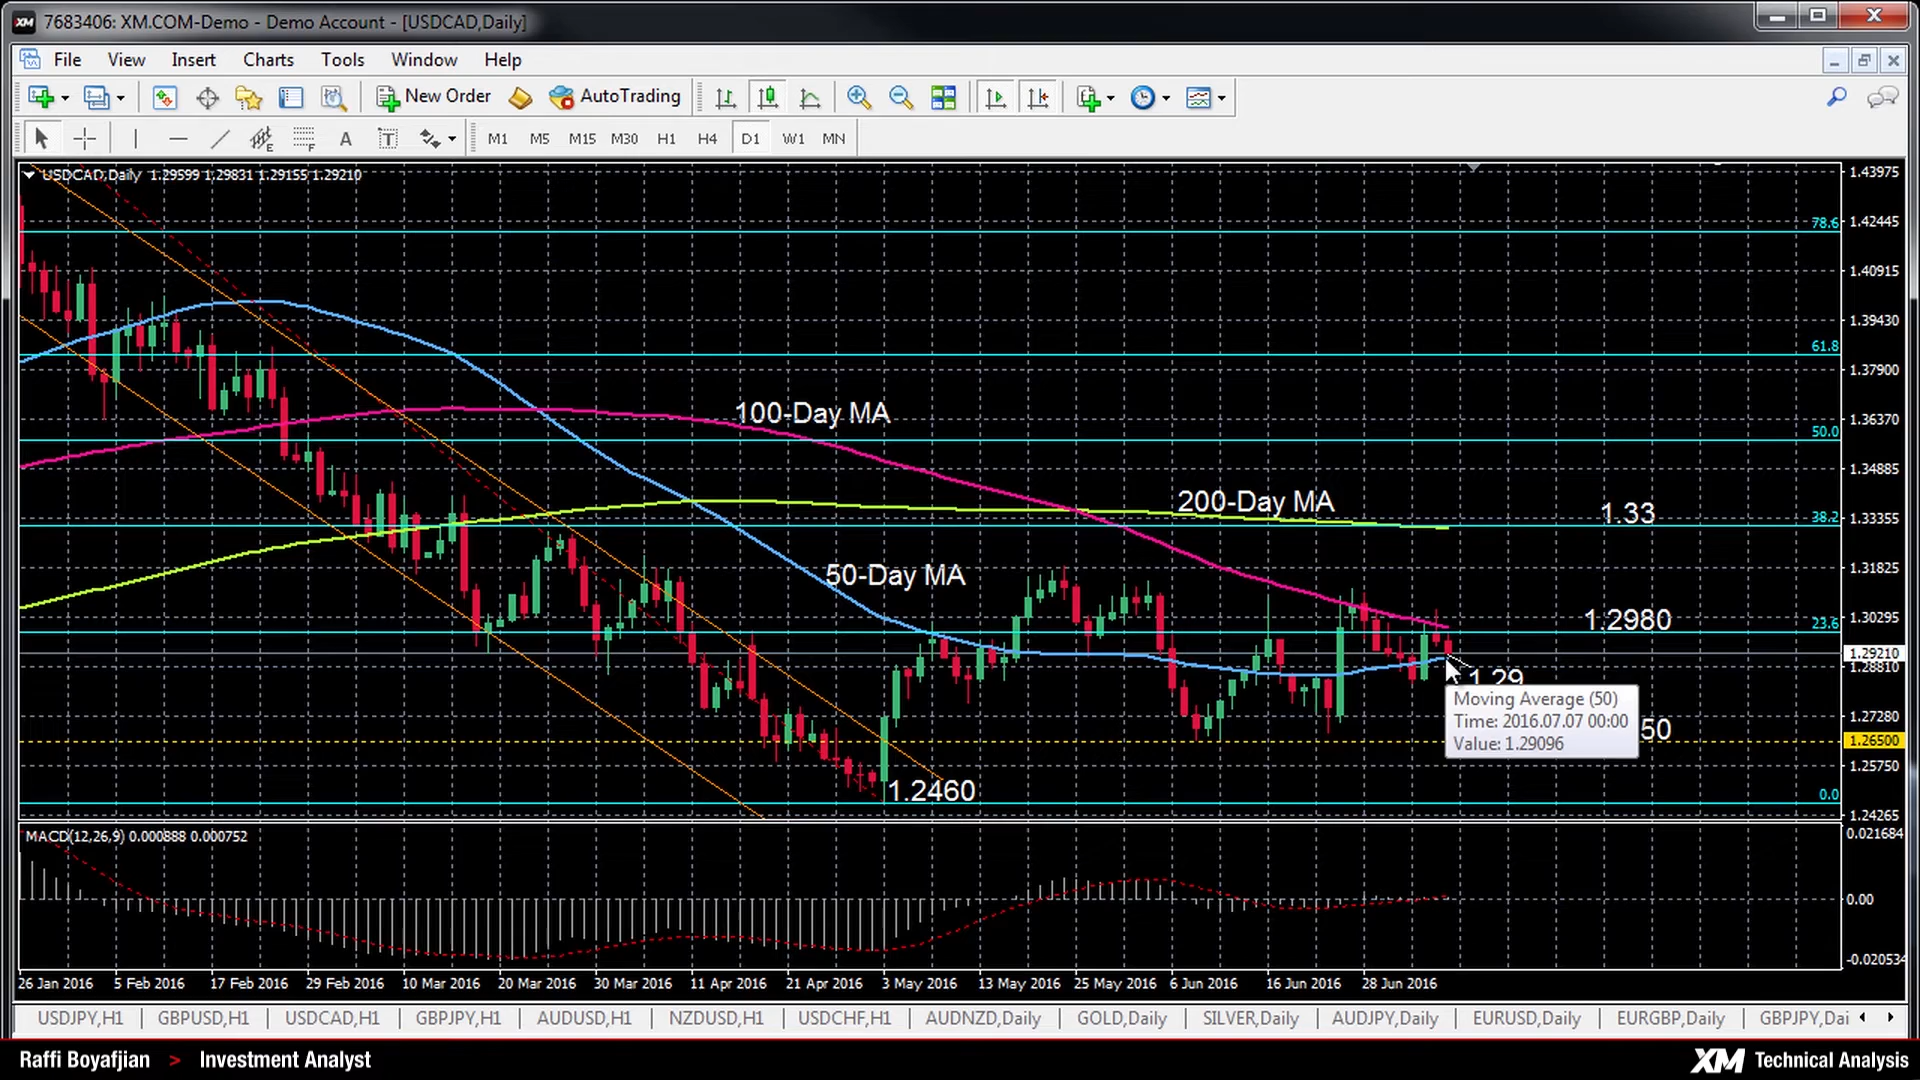 7683406: XM.COM-Demo - Demo Account - [USDCAD,Daily]
File View Insert Charts Tools Window Help
New Order AutoTrading
M1 M5 M15 M30 H1 H4 D1 W1 MN
USDCAD,Daily 1.29599 1.29831 1.29155 1.29210
1.43975
78.6
1.42445
1.40915
1.39430
61.8
1.37900
100-Day MA
1.36370
50.0
1.34885
200-Day MA
1.33
38.2
1.33355
50-Day MA
1.31825
1.2980
1.30295
23.6
1.29210
1.28810
1.29
Moving Average (50)
Time: 2016.07.07 00:00
Value: 1.29096
50
1.27280
1.26500
1.25750
1.2460
0.0
1.24265
MACD(12,26,9) 0.000888 0.000752
0.021684
0.00
-0.020534
26 Jan 2016 5 Feb 2016 17 Feb 2016 29 Feb 2016 10 Mar 2016 20 Mar 2016 30 Mar 2016 11 Apr 2016 21 Apr 2016 3 May 2016 13 May 2016 25 May 2016 6 Jun 2016 16 Jun 2016 28 Jun 2016
USDJPY,H1 GBPUSD,H1 USDCAD,H1 GBPJPY,H1 AUDUSD,H1 NZDUSD,H1 USDCHF,H1 AUDNZD,Daily GOLD,Daily SILVER,Daily AUDJPY,Daily EURUSD,Daily EURGBP,Daily GBPJPY,Dai
Raffi Boyafjian > Investment Analyst
XM Technical Analysis